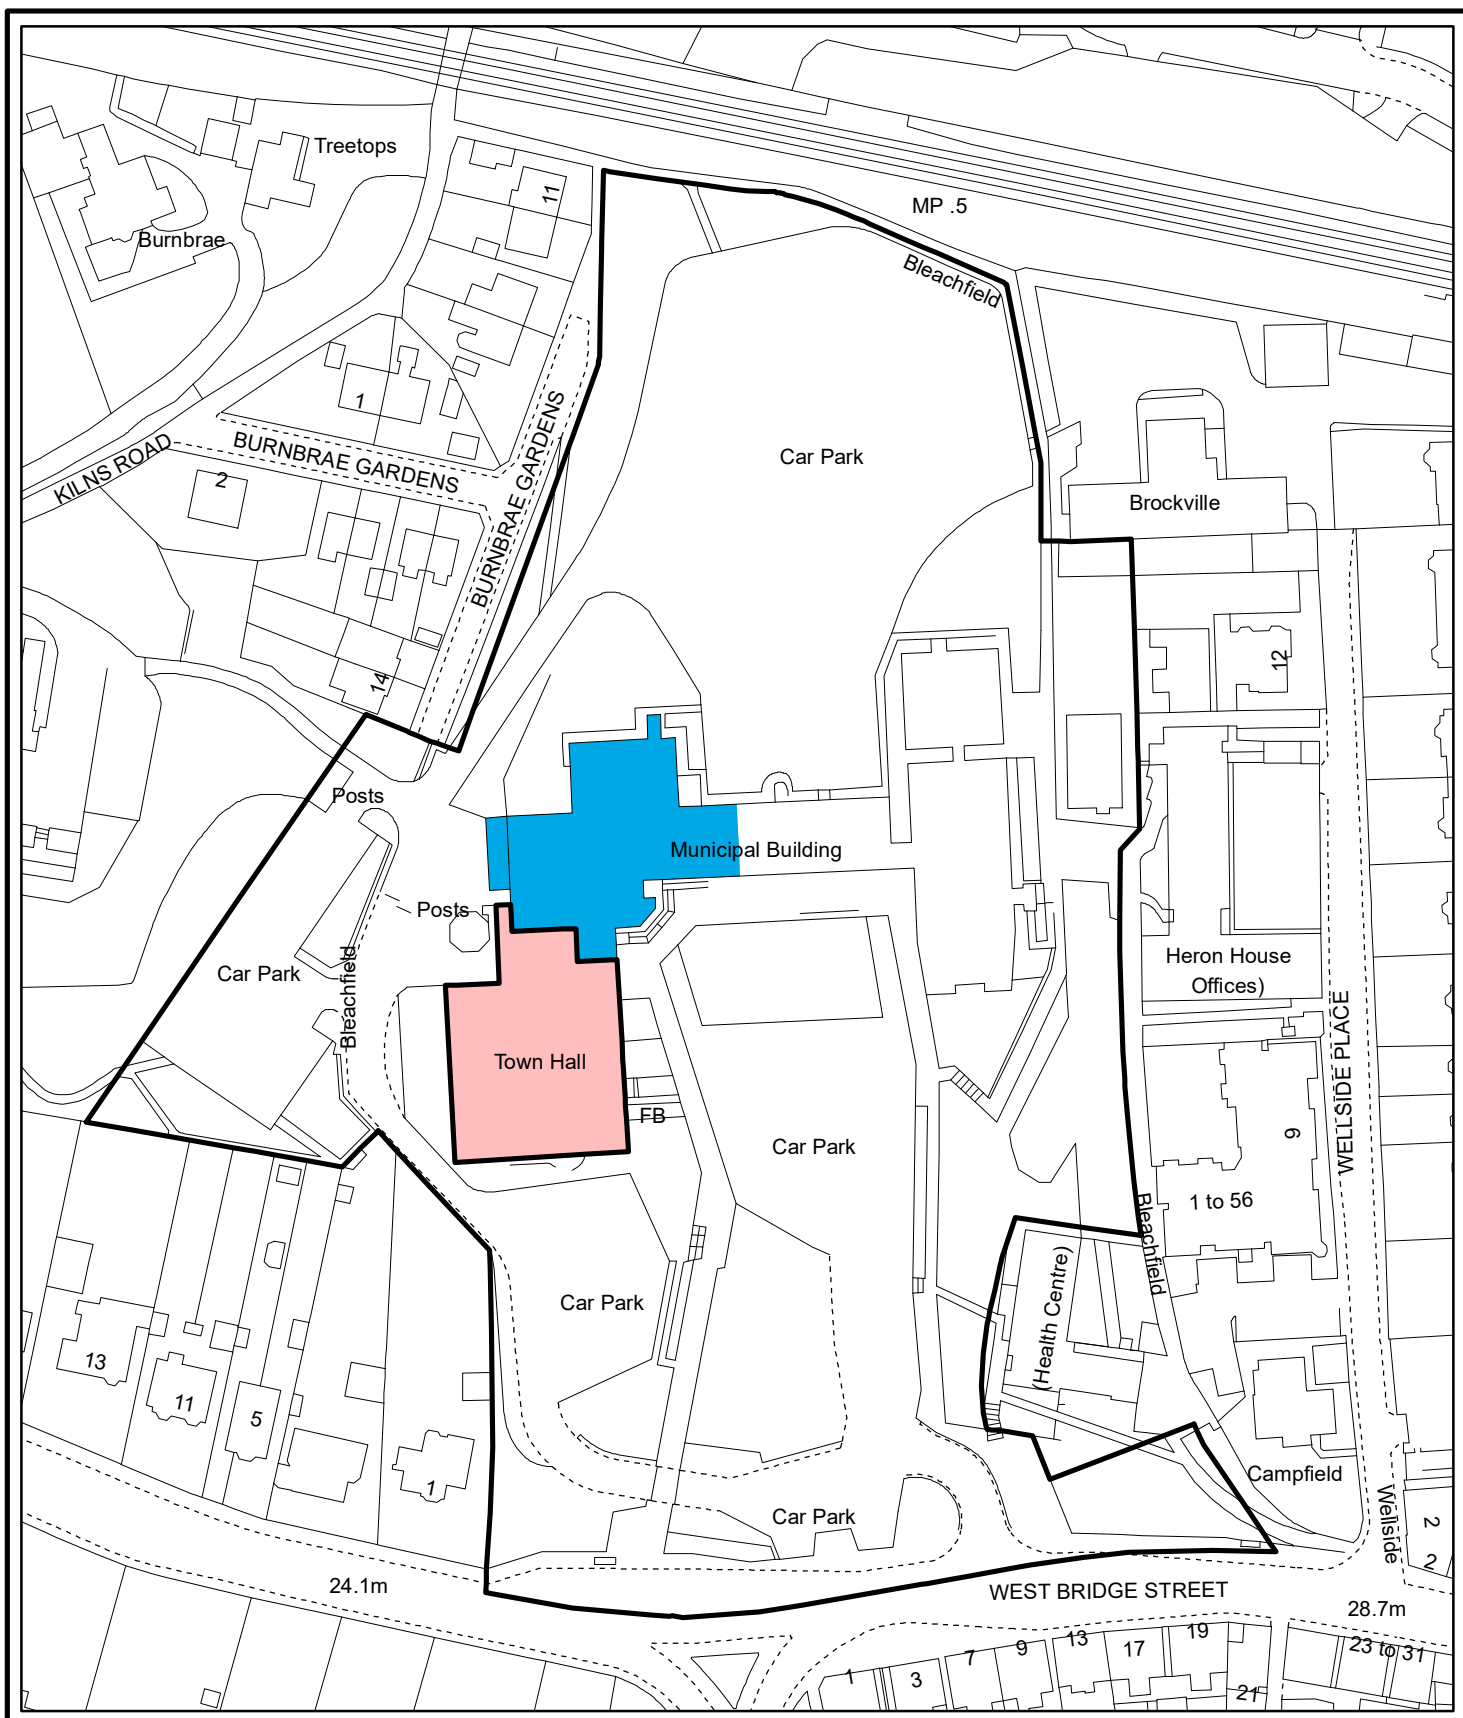 Treetops
11
MP .5
Burnbrae
Bleachfield
1
BURNBRAE GARDENS
BURNBRAE GARDENS
KILNS ROAD
2
Car Park
Brockville
12
14
Posts
Municipal Building
Posts
Car Park
Bleachfield
Heron House
Offices)
WELLSIDE PLACE
Town Hall
FB
Car Park
9
1 to 56
Bleachfield
(Health Centre)
Car Park
13
11
5
1
Campfield
Car Park
Wellside
2
2
24.1m
WEST BRIDGE STREET
28.7m
1
3
7
9
13
17
19
21
23 to 31